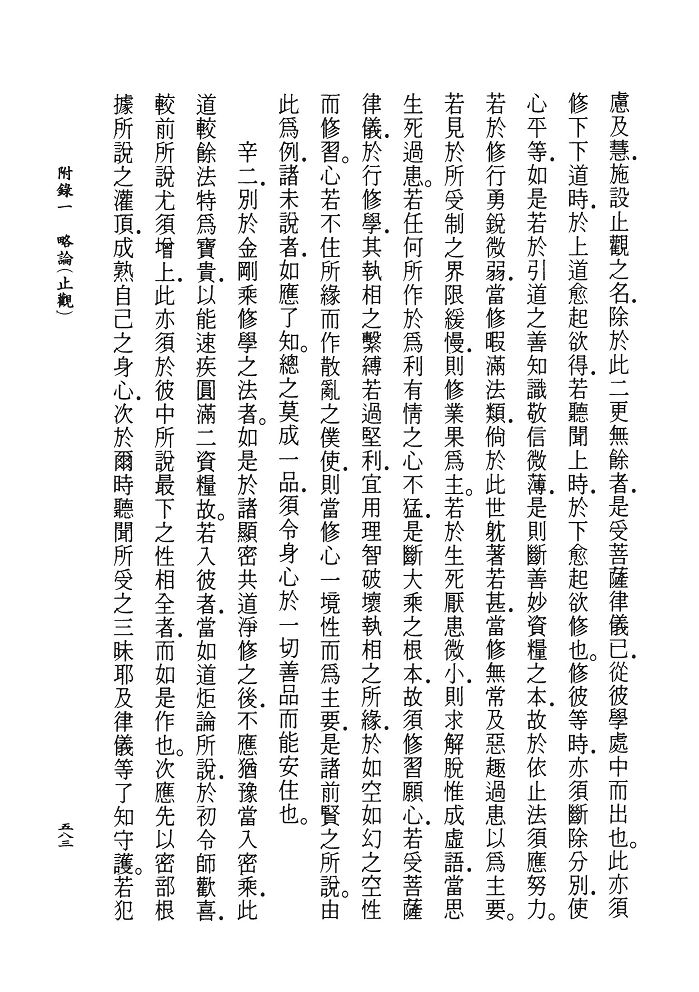 慮及慧．施設止觀之名．除於此二更無餘者．是受菩薩律儀已．從彼學處中而出也。此亦須
修下下道時．於上道愈起欲得．若聽聞上時．於下愈起欲修也。修彼等時．亦須斷除分別．使
心平等．如是若於引道之善知識敬信微薄．是則斷善妙資糧之本．故於依止法須應努力。
若於修行勇銳微弱．當修暇滿法類．倘於此世躭著若甚．當修無常及惡趣過患以爲主要。
若見於所受制之界限緩慢．則修業果爲主。若於生死厭患微小．則求解脫惟成虛語．當思
生死過患。若任何所作於爲利有情之心不猛．是斷大乘之根本．故須修習願心．若受菩薩
律儀．於行修學．其執相之繫縛若過堅利．宜用理智破壞執相之所緣．於如空如幻之空性
而修習。心若不住所緣而作散亂之僕使．則當修心一境性而爲主要．是諸前賢之所說。由
此爲例．諸未說者．如應了知。總之莫成一品．須令身心於一切善品而能安住也。
辛二．別於金剛乘修學之法者。如是於諸顯密共道淨修之後．不應猶豫當入密乘．此
道較餘法特爲寶貴．以能速疾圓滿二資糧故。若入彼者．當如道炬論所說．於初令師歡喜．
較前所說尤須增上．此亦須於彼中所說最下之性相全者．而如是作也。次應先以密部根
據所說之灌頂．成熟自己之身心．次於爾時聽聞所受之三昧耶及律儀等了知守護。若犯
附錄一　略論(止觀)
五八三